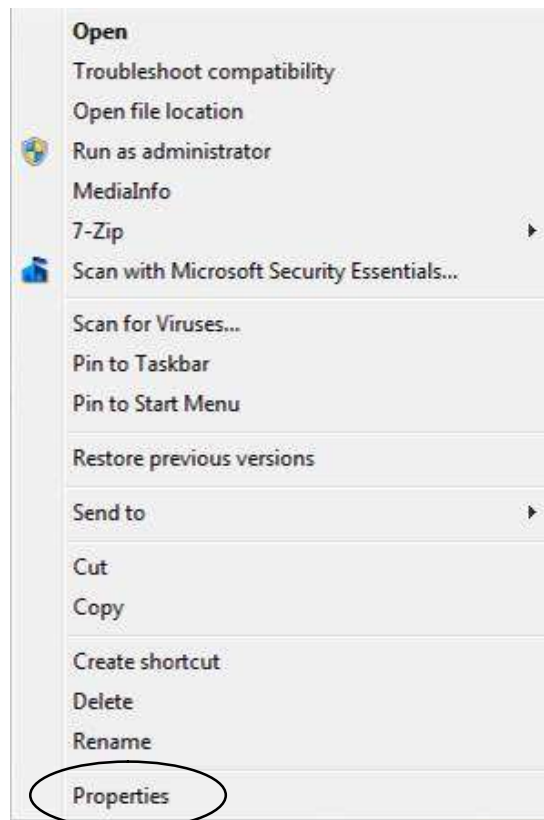 Open
Troubleshoot compatibility
Open file location
Run as administrator
MediaInfo
7-Zip
Scan with Microsoft Security Essentials...
Scan for Viruses...
Pin to Taskbar
Pin to Start Menu
Restore previous versions
Send to
Cut
Copy
Create shortcut
Delete
Rename
Properties